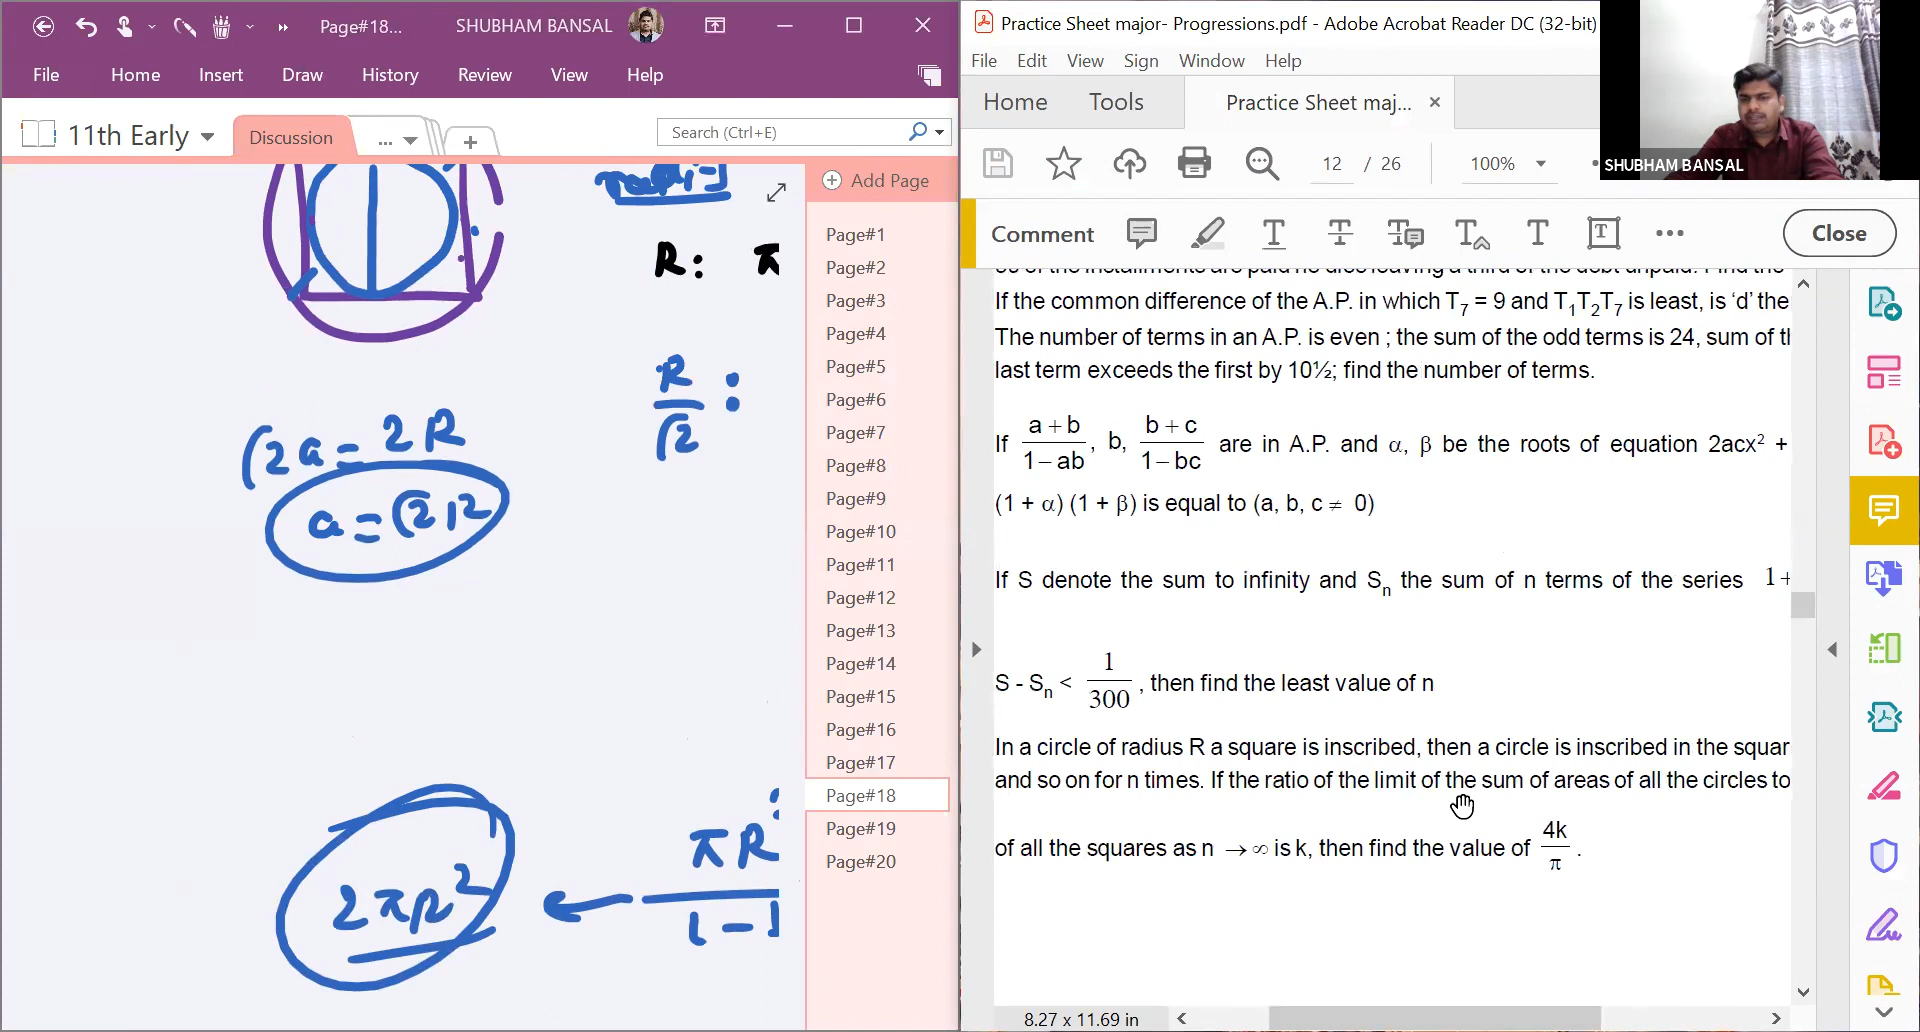 Page#18...
SHUBHAM BANSAL
File Home Insert Draw History Review View Help
11th Early
Discussion
...
Search (Ctrl+E)
Add Page
Page#1
Page#2
Page#3
Page#4
Page#5
Page#6
Page#7
Page#8
Page#9
Page#10
Page#11
Page#12
Page#13
Page#14
Page#15
Page#16
Page#17
Page#18
Page#19
Page#20
R: π
R/√2 :
√2a = 2R
a = √2 R
2πR²
πR
1 -
Practice Sheet major- Progressions.pdf - Adobe Acrobat Reader DC (32-bit)
File Edit View Sign Window Help
Home Tools Practice Sheet maj... ×
12 / 26 100%
SHUBHAM BANSAL
Comment
Close
If the common difference of the A.P. in which T₇ = 9 and T₁T₂T₇ is least, is ‘d’ the
The number of terms in an A.P. is even ; the sum of the odd terms is 24, sum of
last term exceeds the first by 10½; find the number of terms.
If (a + b)/(1 – ab), b, (b + c)/(1 – bc) are in A.P. and α, β be the roots of equation 2acx² +
(1 + α) (1 + β) is equal to (a, b, c ≠ 0)
If S denote the sum to infinity and Sₙ the sum of n terms of the series 1+
S - Sₙ < 1/300 , then find the least value of n
In a circle of radius R a square is inscribed, then a circle is inscribed in the squar
and so on for n times. If the ratio of the limit of the sum of areas of all the circles to
of all the squares as n → ∞ is k, then find the value of 4k/π .
8.27 x 11.69 in